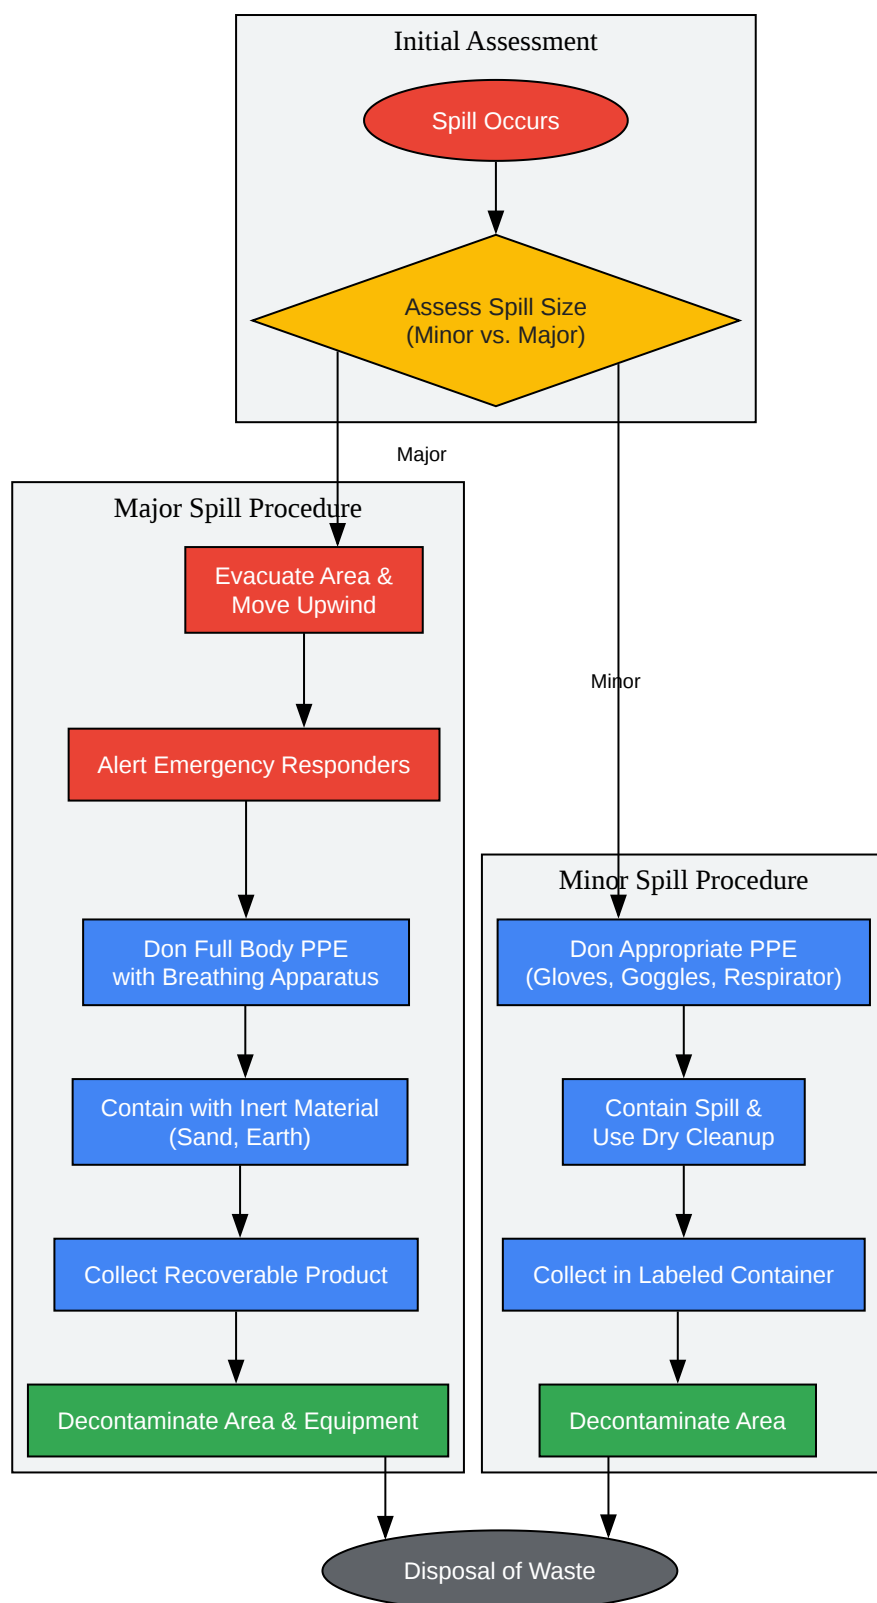 Initial Assessment
Spill Occurs
Assess Spill Size
(Minor vs. Major)
Major
Major Spill Procedure
Evacuate Area &
Move Upwind
Alert Emergency Responders
Don Full Body PPE
with Breathing Apparatus
Contain with Inert Material
(Sand, Earth)
Collect Recoverable Product
Decontaminate Area & Equipment
Minor
Minor Spill Procedure
Don Appropriate PPE
(Gloves, Goggles, Respirator)
Contain Spill &
Use Dry Cleanup
Collect in Labeled Container
Decontaminate Area
Disposal of Waste